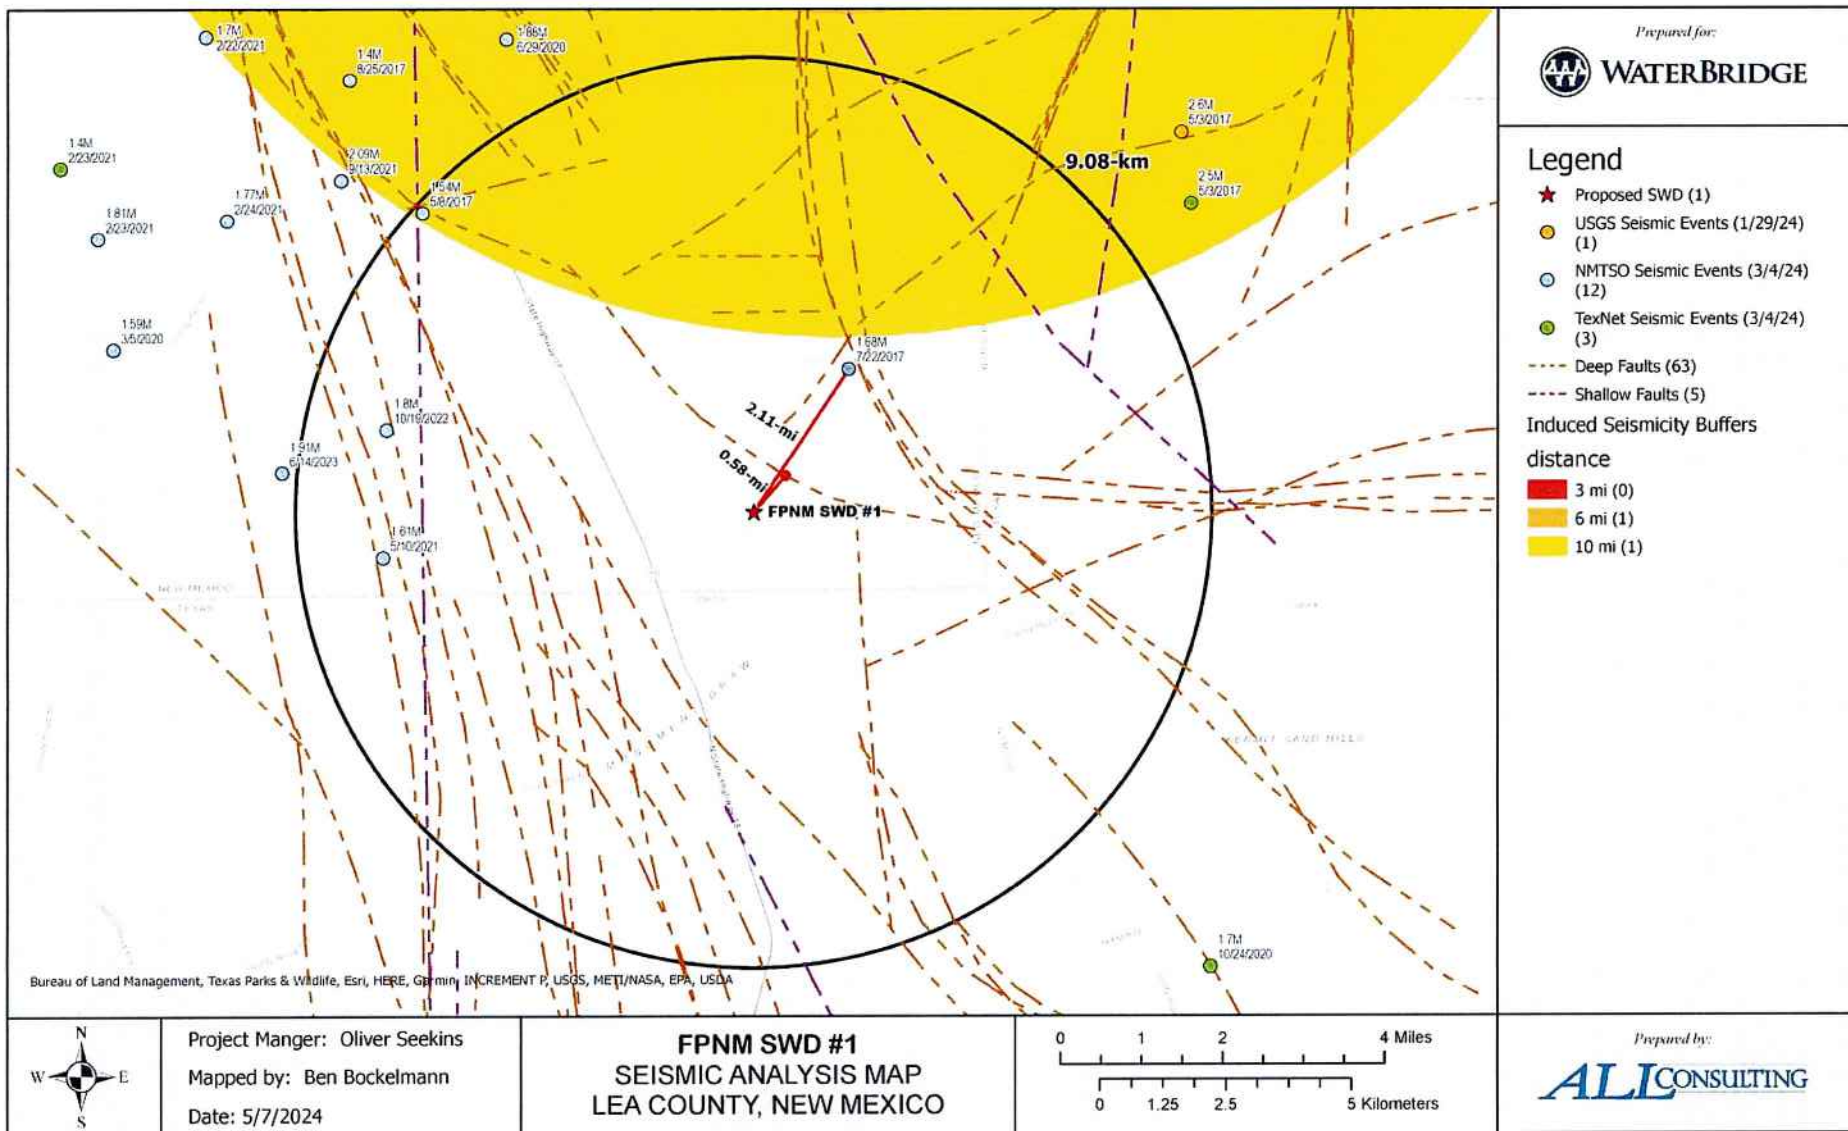 1.7M
2/22/2021
1.4M
8/25/2017
1.88M
6/29/2020
2.6M
5/3/2017
1.4M
2/23/2021
2.09M
9/13/2021
9.08-km
1.54M
5/8/2017
2.5M
5/3/2017
1.77M
2/24/2021
1.81M
2/23/2021
1.59M
3/5/2020
1.68M
7/22/2017
1.8M
10/19/2022
2.11-mi
1.91M
6/14/2023
0.58-mi
FPNM SWD #1
1.61M
5/10/2021
NEW MEXICO
TEXAS
1.7M
10/24/2020
Bureau of Land Management, Texas Parks & Wildlife, Esri, HERE, Garmin, INCREMENT P, USGS, METI/NASA, EPA, USDA
Prepared for:
WATERBRIDGE
Legend
Proposed SWD (1)
USGS Seismic Events (1/29/24)
(1)
NMTSO Seismic Events (3/4/24)
(12)
TexNet Seismic Events (3/4/24)
(3)
Deep Faults (63)
Shallow Faults (5)
Induced Seismicity Buffers
distance
3 mi (0)
6 mi (1)
10 mi (1)
N
W E
S
Project Manger: Oliver Seekins
Mapped by: Ben Bockelmann
Date: 5/7/2024
FPNM SWD #1
SEISMIC ANALYSIS MAP
LEA COUNTY, NEW MEXICO
0 1 2 4 Miles
0 1.25 2.5 5 Kilometers
Prepared by:
ALL CONSULTING